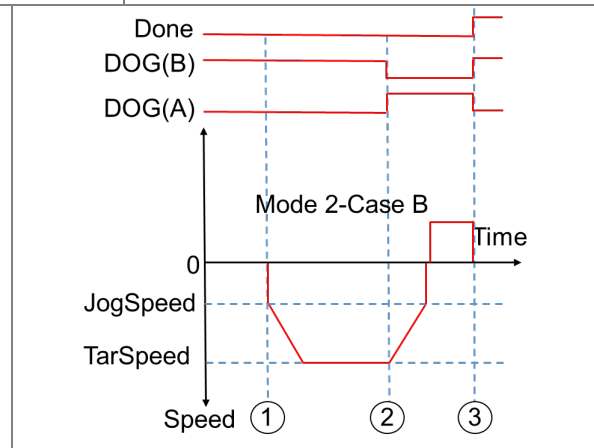 Done
DOG(B)
DOG(A)
Mode 2-Case B
Time
0
JogSpeed
TarSpeed
Speed ① ② ③